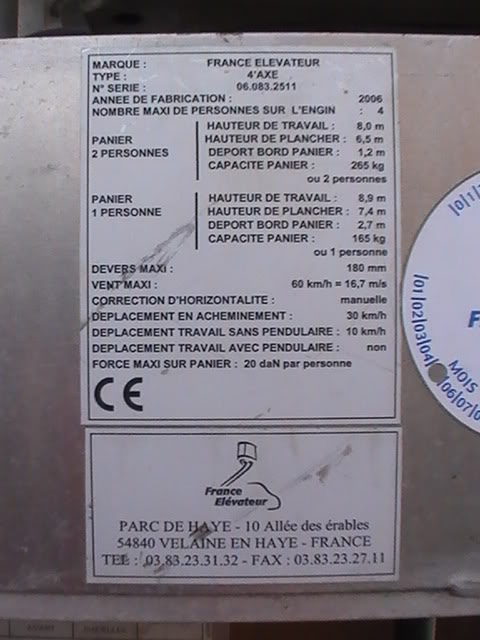 MARQUE : FRANCE ELEVATEUR
TYPE : 4'AXE
N° SERIE : 06.083.2511
ANNEE DE FABRICATION : 2006
NOMBRE MAXI DE PERSONNES SUR L'ENGIN : 4
PANIER 2 PERSONNES
HAUTEUR DE TRAVAIL : 8,0 m
HAUTEUR DE PLANCHER : 6,5 m
DEPORT BORD PANIER : 1,2 m
CAPACITE PANIER : 265 kg
ou 2 personnes
PANIER 1 PERSONNE
HAUTEUR DE TRAVAIL : 8,9 m
HAUTEUR DE PLANCHER : 7,4 m
DEPORT BORD PANIER : 2,7 m
CAPACITE PANIER : 165 kg
ou 1 personne
DEVERS MAXI : 180 mm
VENT MAXI : 60 km/h = 16,7 m/s
CORRECTION D'HORIZONTALITE : manuelle
DEPLACEMENT EN ACHEMINEMENT : 30 km/h
DEPLACEMENT TRAVAIL SANS PENDULAIRE : 10 km/h
DEPLACEMENT TRAVAIL AVEC PENDULAIRE : non
FORCE MAXI SUR PANIER : 20 daN par personne
CE
France
Elévateur
PARC DE HAYE - 10 Allée des érables
54840 VELAINE EN HAYE - FRANCE
TEL : 03.83.23.31.32 - FAX : 03.83.23.27.11
|01|02|03|04
06|07|0
MOIS